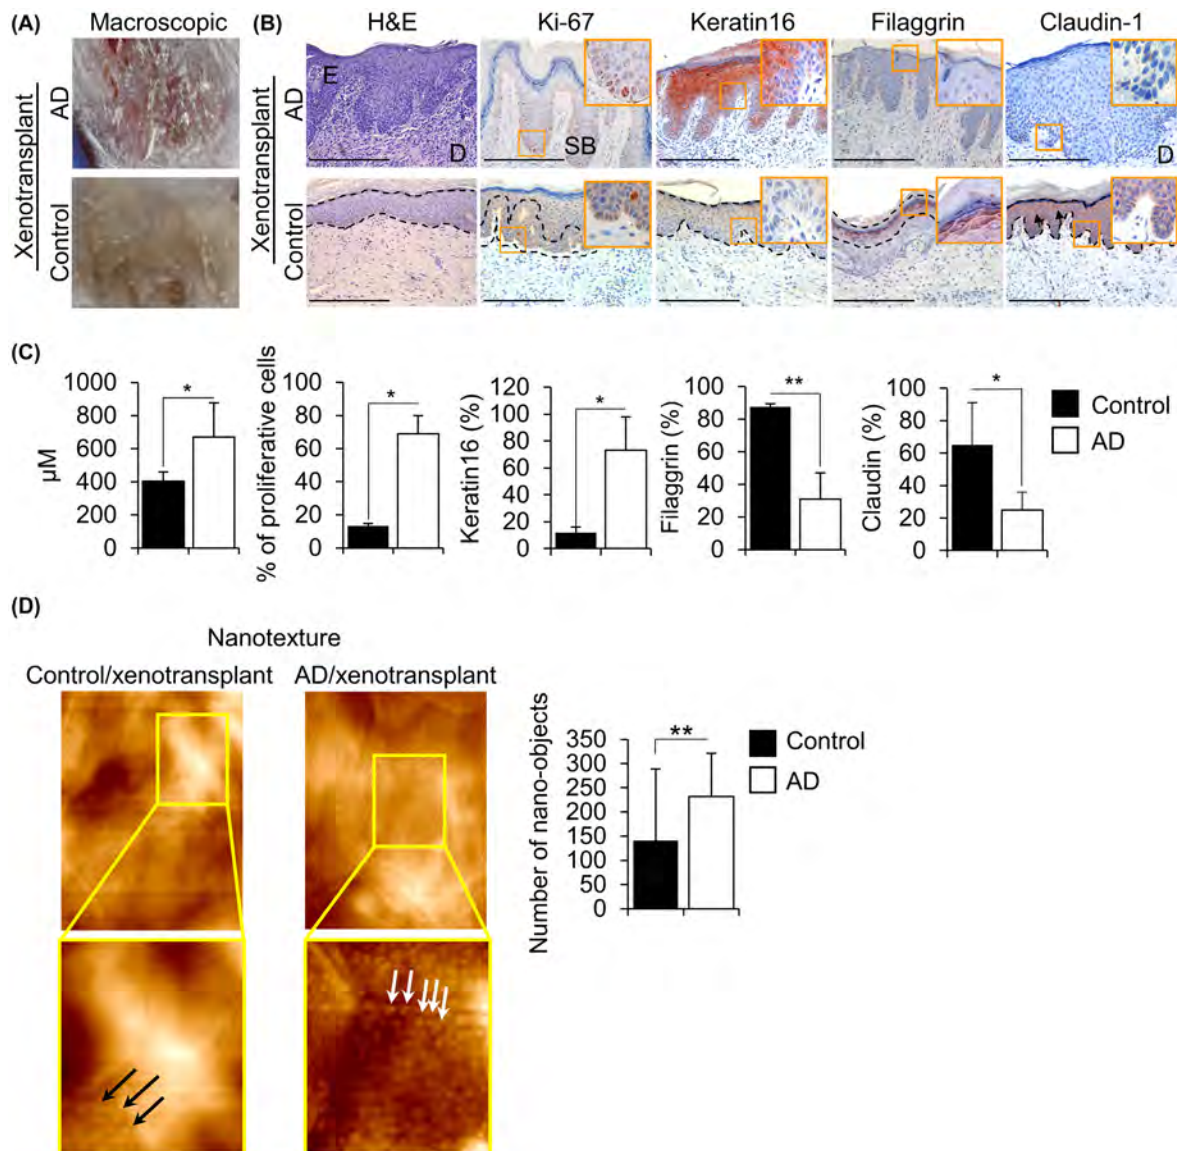 (A) Macroscopic
(B) H&E Ki-67 Keratin16 Filaggrin Claudin-1
Xenotransplant
AD
Control
Xenotransplant
AD
Control
E
D
SB
D
(C)
µM
1000
800
600
400
200
0
*
% of proliferative cells
100
80
60
40
20
0
*
Keratin16 (%)
120
100
80
60
40
20
0
*
Filaggrin (%)
100
80
60
40
20
0
**
Claudin (%)
100
80
60
40
20
0
*
Control
AD
(D)
Nanotexture
Control/xenotransplant AD/xenotransplant
Number of nano-objects
350
300
250
200
150
100
50
0
**
Control
AD